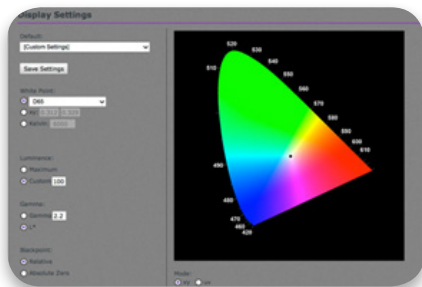 Display Settings
Default:
(Custom Settings)
Save Settings
White Point:
D65
xy:
Kelvin:
Luminance:
Maximum
Custom 100
Gamma:
Gamma 2.2
L*
Blackpoint:
Relative
Absolute Zero
520
530
540
510
550
560
570
580
590
600
610
490
480
470
460
420
Mode:
xy uv